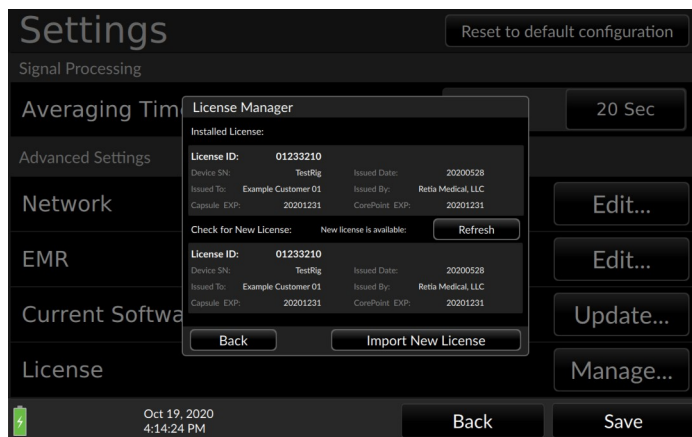 Settings
Reset to default configuration
Signal Processing
Averaging Tim
20 Sec
License Manager
Installed License:
License ID: 01233210
Device SN: TestRig Issued Date: 20200528
Issued To: Example Customer 01 Issued By: Retia Medical, LLC
Capsule EXP: 20201231 CorePoint EXP: 20201231
Check for New License: New license is available: Refresh
License ID: 01233210
Device SN: TestRig Issued Date: 20200528
Issued To: Example Customer 01 Issued By: Retia Medical, LLC
Capsule EXP: 20201231 CorePoint EXP: 20201231
Back Import New License
Advanced Settings
Network Edit...
EMR Edit...
Current Softwa Update...
License Manage...
Oct 19, 2020
4:14:24 PM
Back Save